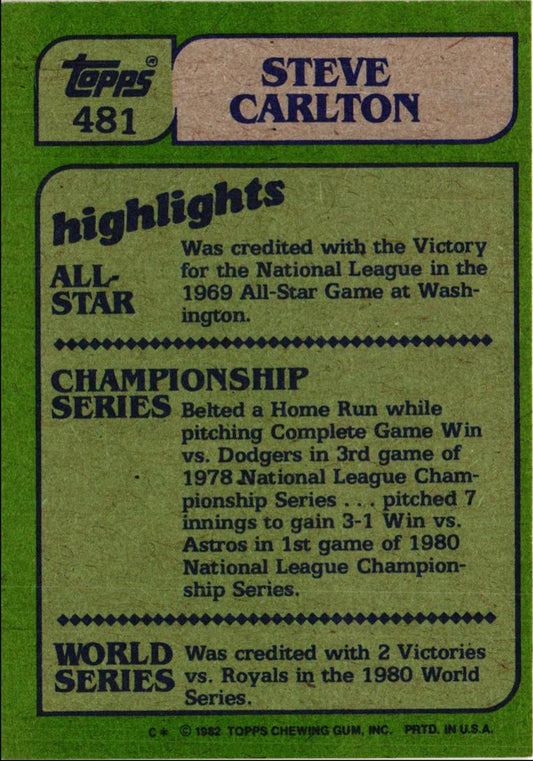 Topps®
481
STEVE
CARLTON
highlights
ALL-
STAR
Was credited with the Victory
for the National League in the
1969 All-Star Game at Wash-
ington.
CHAMPIONSHIP
SERIES
Belted a Home Run while
pitching Complete Game Win
vs. Dodgers in 3rd game of
1978 National League Cham-
pionship Series . . . pitched 7
innings to gain 3-1 Win vs.
Astros in 1st game of 1980
National League Champion-
ship Series.
WORLD
SERIES
Was credited with 2 Victories
vs. Royals in the 1980 World
Series.
C* © 1982 TOPPS CHEWING GUM, INC. PRTD. IN U.S.A.